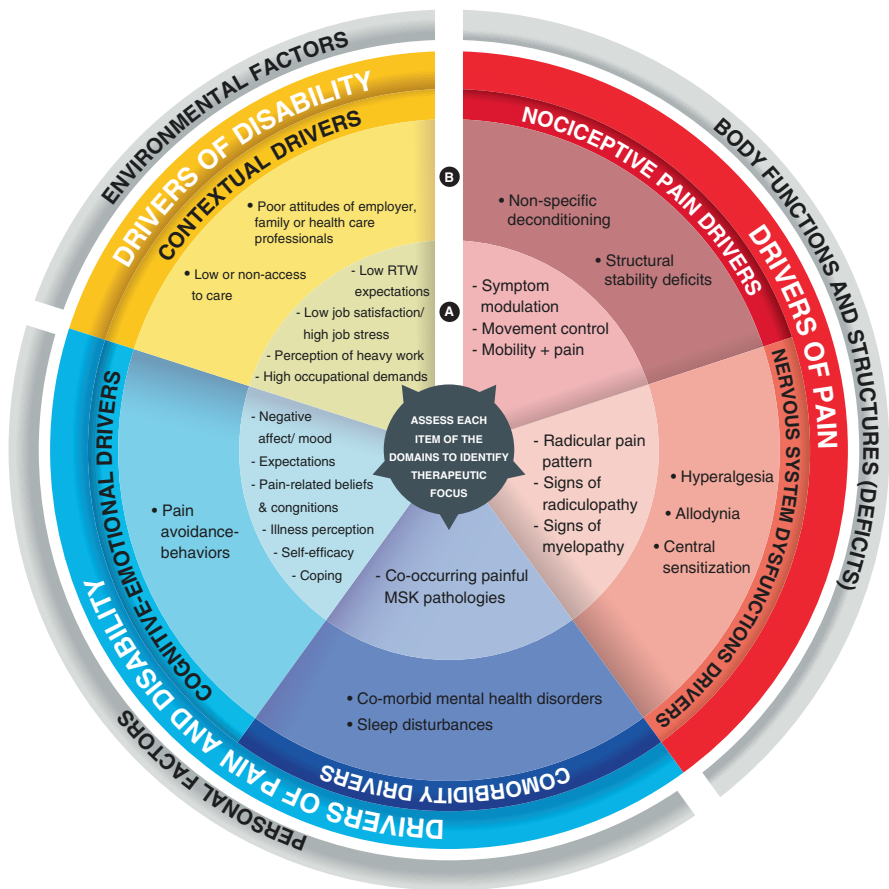 ENVIRONMENTAL FACTORS
DRIVERS OF DISABILITY
CONTEXTUAL DRIVERS
• Poor attitudes of employer,
family or health care
professionals
• Low or non-access
to care
- Low RTW
expectations
- Low job satisfaction/
high job stress
- Perception of heavy work
- High occupational demands
B
A
BODY FUNCTIONS AND STRUCTURES (DEFICITS)
DRIVERS OF PAIN
NOCICEPTIVE PAIN DRIVERS
• Non-specific
deconditioning
• Structural
stability deficits
- Symptom
modulation
- Movement control
- Mobility + pain
NERVOUS SYSTEM DYSFUNCTIONS DRIVERS
- Radicular pain
pattern
- Signs of
radiculopathy
- Signs of
myelopathy
• Hyperalgesia
• Allodynia
• Central
sensitization
ASSESS EACH
ITEM OF THE
DOMAINS TO IDENTIFY
THERAPEUTIC
FOCUS
PERSONAL FACTORS
DRIVERS OF PAIN AND DISABILITY
COGNITIVE-EMOTIONAL DRIVERS
- Negative
affect/ mood
- Expectations
- Pain-related beliefs
& congnitions
- Illness perception
- Self-efficacy
- Coping
• Pain
avoidance-
behaviors
- Co-occurring painful
MSK pathologies
• Co-morbid mental health disorders
• Sleep disturbances
COMORBIDITY DRIVERS